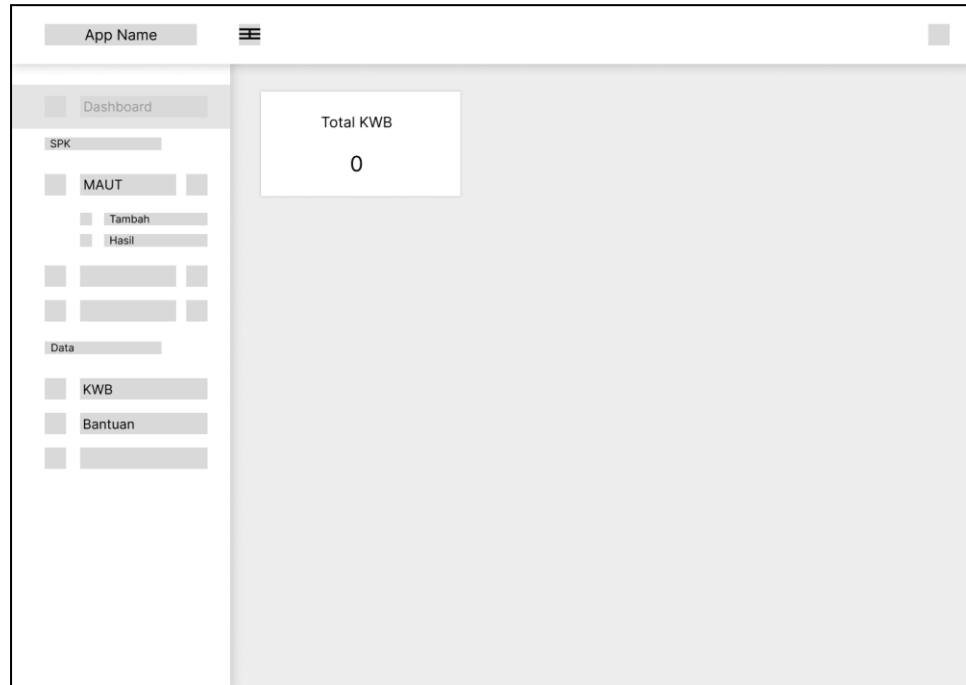 App Name
Dashboard
SPK
MAUT
Tambah
Hasil
Data
KWB
Bantuan
Total KWB
0